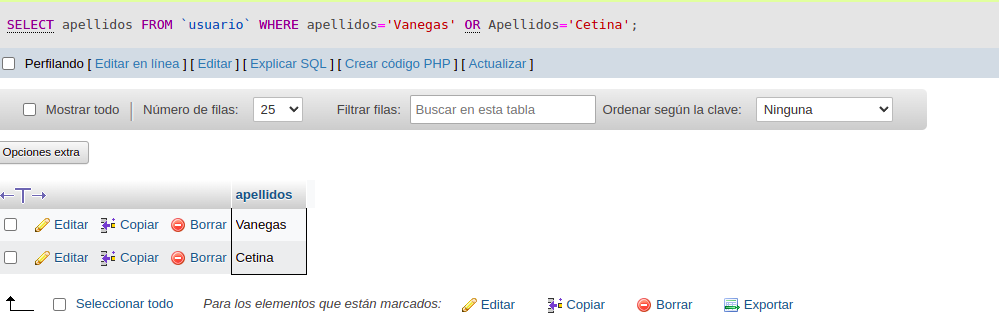 SELECT apellidos FROM `usuario` WHERE apellidos='Vanegas' OR Apellidos='Cetina';
Perfilando [ Editar en línea ] [ Editar ] [ Explicar SQL ] [ Crear código PHP ] [ Actualizar ]
Mostrar todo Número de filas: 25 Filtrar filas: Buscar en esta tabla Ordenar según la clave: Ninguna
Opciones extra
←T→ apellidos
Editar Copiar Borrar Vanegas
Editar Copiar Borrar Cetina
Seleccionar todo Para los elementos que están marcados: Editar Copiar Borrar Exportar